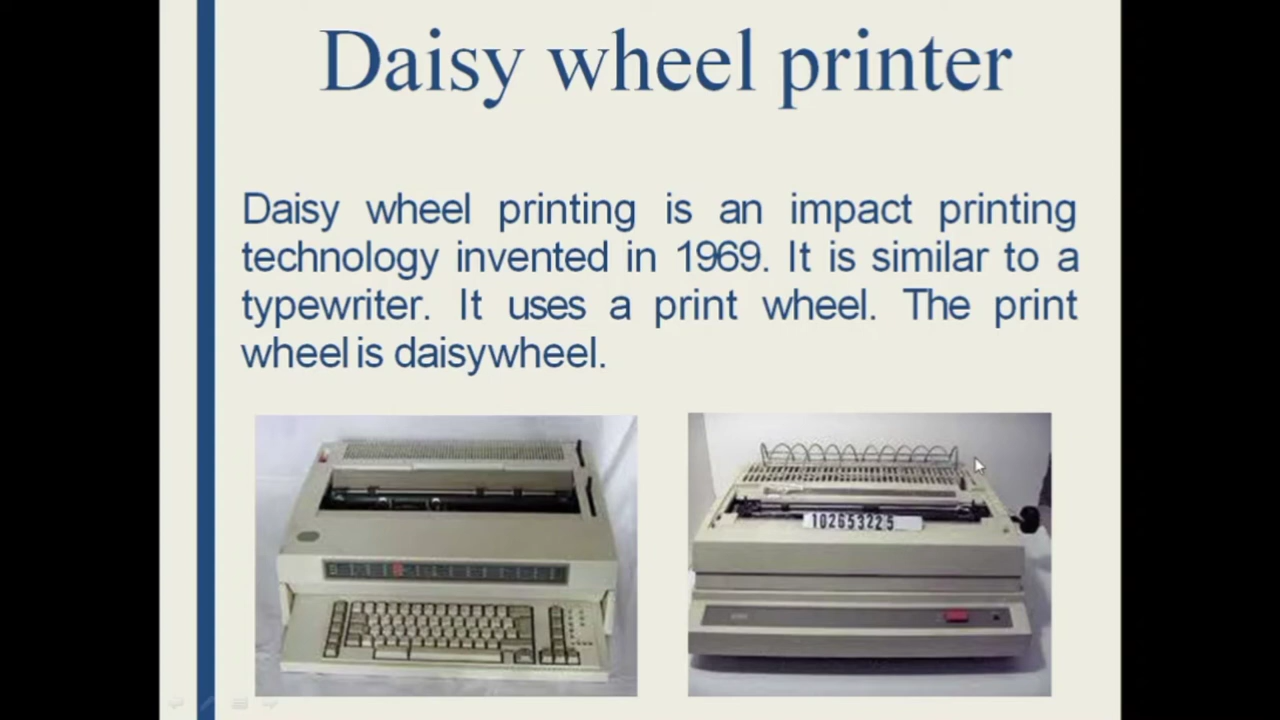 Daisy wheel printer
Daisy wheel printing is an impact printing
technology invented in 1969. It is similar to a
typewriter. It uses a print wheel. The print
wheel is daisywheel.
102653225